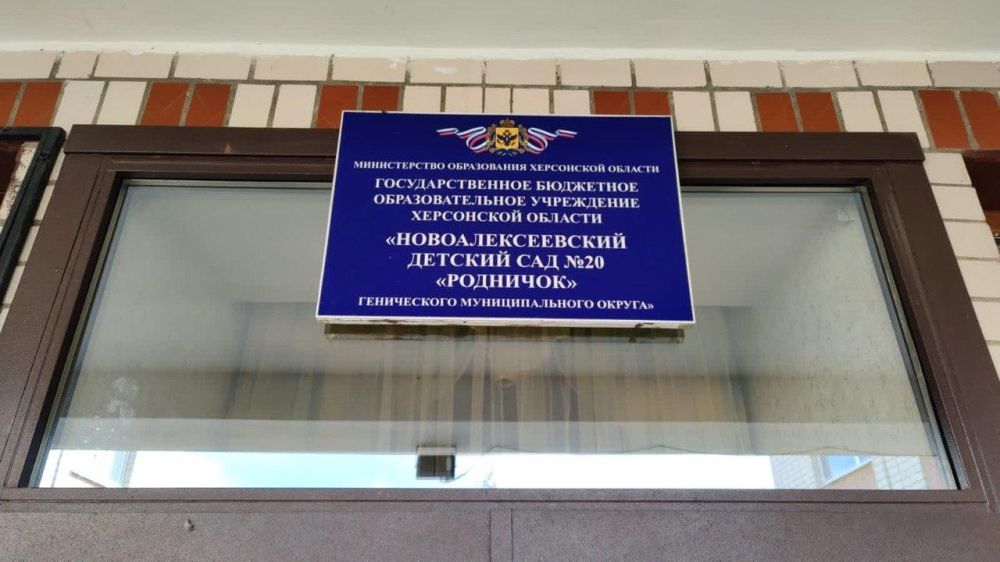 МИНИСТЕРСТВО ОБРАЗОВАНИЯ ХЕРСОНСКОЙ ОБЛАСТИ
ГОСУДАРСТВЕННОЕ БЮДЖЕТНОЕ
ОБРАЗОВАТЕЛЬНОЕ УЧРЕЖДЕНИЕ
ХЕРСОНСКОЙ ОБЛАСТИ
«НОВОАЛЕКСЕЕВСКИЙ
ДЕТСКИЙ САД №20
«РОДНИЧОК»
ГЕНИЧЕСКОГО МУНИЦИПАЛЬНОГО ОКРУГА»